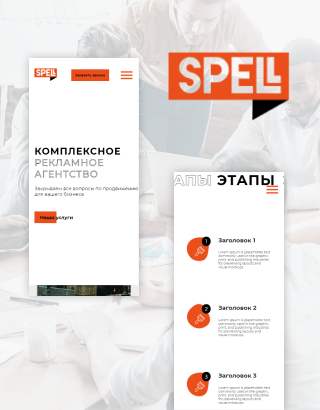 SPELL
Заказать звонок
SPELL
КОМПЛЕКСНОЕ
РЕКЛАМНОЕ
АГЕНТСТВО
Закрываем все вопросы по продвижению
для вашего бизнеса
Наши услуги
АПЫ ЭТАПЫ
1
Заголовок 1
Lorem Ipsum is placeholder text
commonly used in the graphic,
print, and publishing industries
for previewing layouts and
visual mockups.
2
Заголовок 2
Lorem Ipsum is placeholder text
commonly used in the graphic,
print, and publishing industries
for previewing layouts and
visual mockups.
3
Заголовок 3
Lorem Ipsum is placeholder text
commonly used in the graphic,
print, and publishing industries
for previewing layouts and
visual mockups.